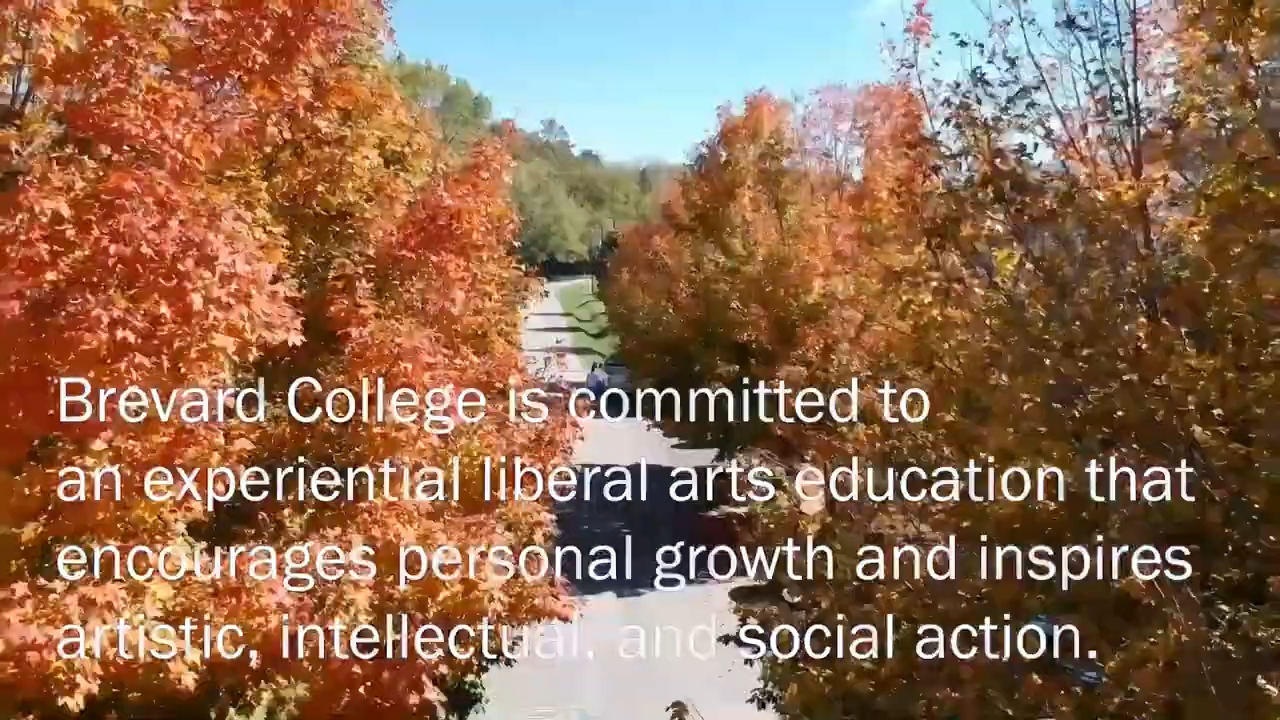 Brevard College is committed to
an experiential liberal arts education that
encourages personal growth and inspires
artistic, intellectual, and social action.